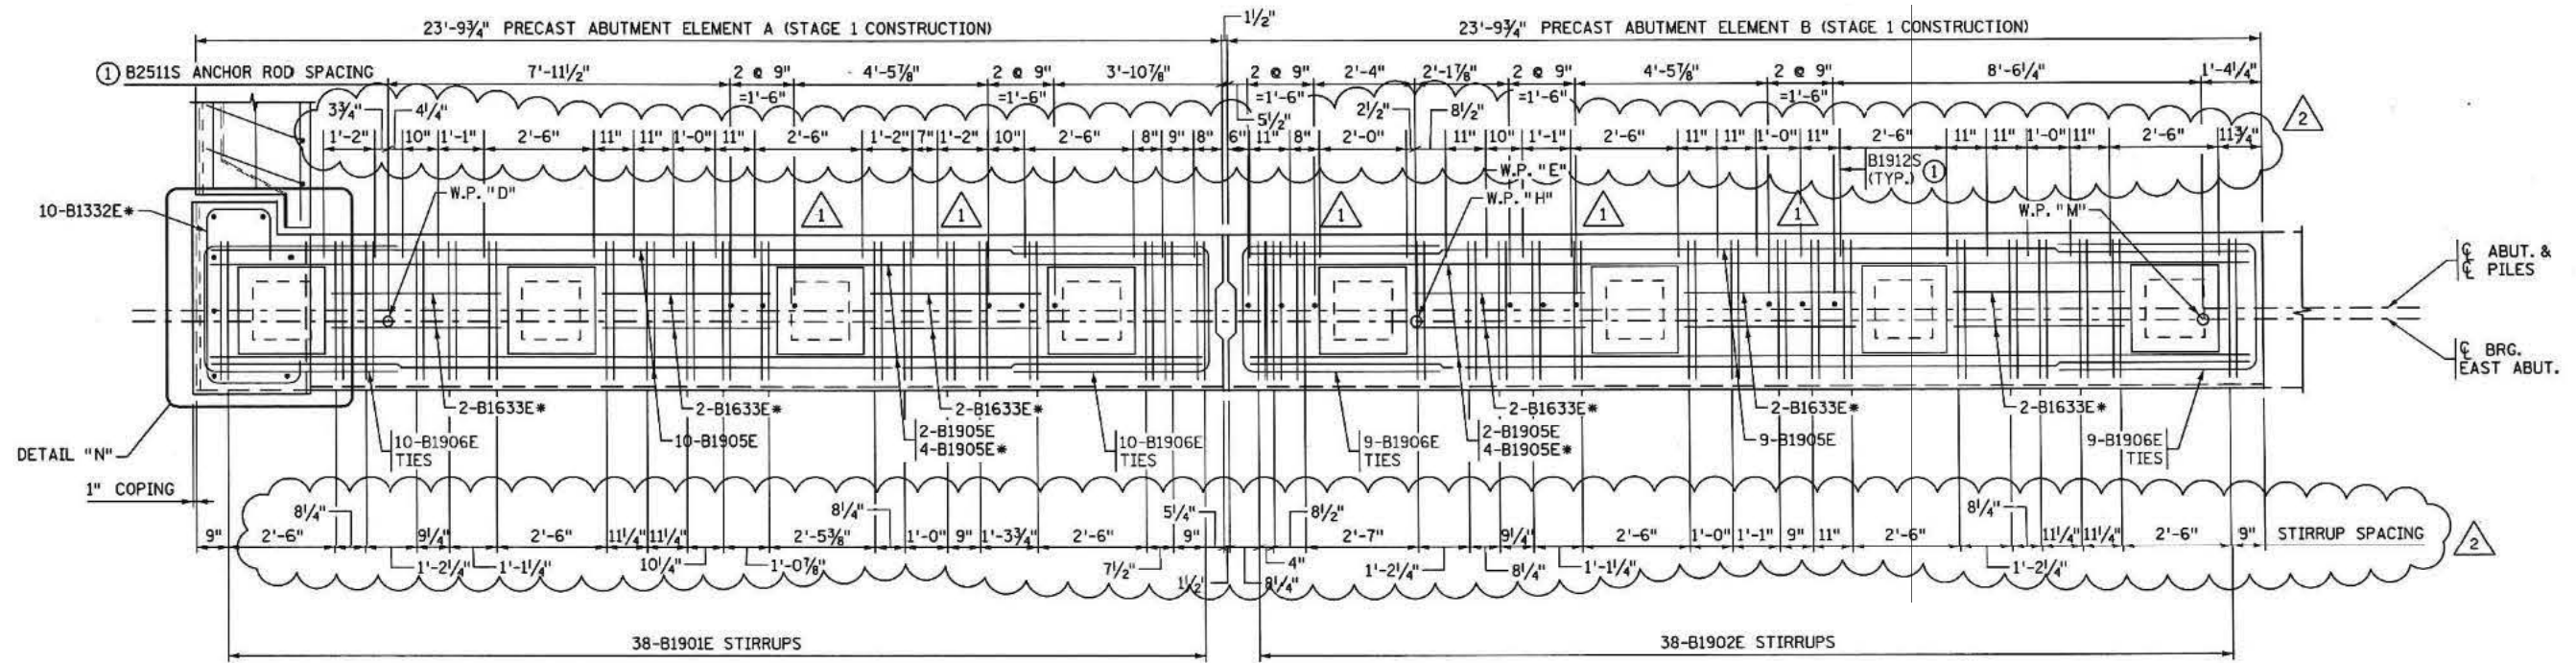 23'-9¾" PRECAST ABUTMENT ELEMENT A (STAGE 1 CONSTRUCTION)
1½"
23'-9¾" PRECAST ABUTMENT ELEMENT B (STAGE 1 CONSTRUCTION)
① B2511S ANCHOR ROD SPACING
7'-11½"
2 @ 9"
=1'-6"
4'-5⅞"
2 @ 9"
=1'-6"
3'-10⅞"
2 @ 9"
=1'-6"
2'-4"
2'-1⅞"
2 @ 9"
=1'-6"
4'-5⅞"
2 @ 9"
=1'-6"
8'-6¼"
1'-4¼"
3¾"
4¼"
5½"
2½"
8½"
1'-2" 10" 1'-1" 2'-6" 11" 11" 1'-0" 11" 2'-6" 1'-2" 7" 1'-2" 10" 2'-6" 8" 9" 8" 6" 11" 8" 2'-0" 11" 10" 1'-1" 2'-6" 11" 11" 1'-0" 11" 2'-6" 11" 11" 1'-0" 11" 2'-6" 11¾"
2
B1912S ①
(TYP.)
W.P. "D"
W.P. "E"
W.P. "H"
W.P. "M"
10-B1332E*
1 1 1 1 1
℄ ABUT. &
℄ PILES
℄ BRG.
EAST ABUT.
2-B1633E* 2-B1633E* 2-B1633E* 2-B1633E* 2-B1633E* 2-B1633E*
DETAIL "N"
10-B1906E
TIES
10-B1905E
2-B1905E
4-B1905E*
10-B1906E
TIES
9-B1906E
TIES
2-B1905E
4-B1905E*
9-B1905E
9-B1906E
TIES
1" COPING
8¼"
8¼"
5¼"
8½"
8¼"
9" 2'-6" 9¼" 2'-6" 11¼" 11¼" 2'-5⅜" 1'-0" 9" 1'-3¾" 2'-6" 9" 2'-7" 9¼" 2'-6" 1'-0" 1'-1" 9" 11" 2'-6" 11¼" 11¼" 2'-6" 9" STIRRUP SPACING
2
1'-2¼" 1'-1¼" 10¼" 1'-0⅞" 7½" 1½" 8¼" 4" 1'-2¼" 8¼" 1'-1¼" 1'-2¼"
38-B1901E STIRRUPS
38-B1902E STIRRUPS